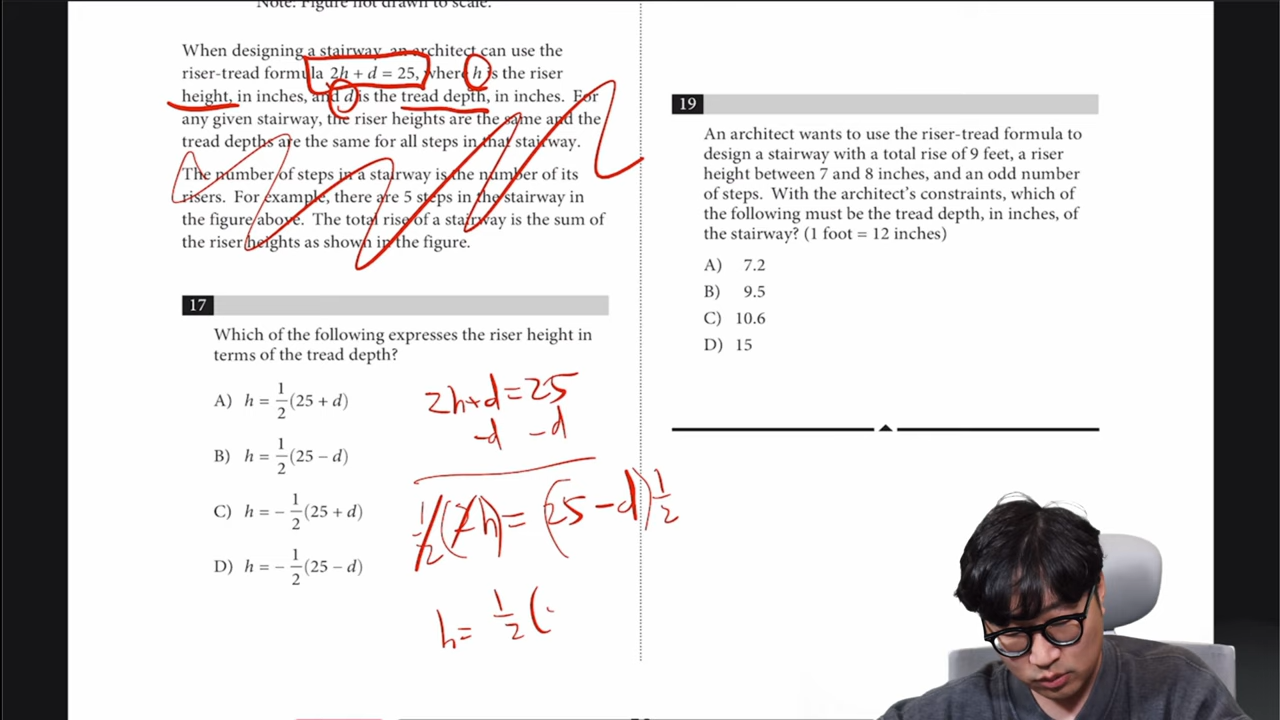 Note: Figure not drawn to scale.
When designing a stairway, an architect can use the
riser-tread formula 2h + d = 25, where h is the riser
height, in inches, and d is the tread depth, in inches. For
any given stairway, the riser heights are the same and the
tread depths are the same for all steps in that stairway.
The number of steps in a stairway is the number of its
risers. For example, there are 5 steps in the stairway in
the figure above. The total rise of a stairway is the sum of
the riser heights as shown in the figure.
17
Which of the following expresses the riser height in
terms of the tread depth?
A) h = 1/2(25 + d)
B) h = 1/2(25 − d)
C) h = −1/2(25 + d)
D) h = −1/2(25 − d)
2h+d=25
-d -d
1/2(2h)=(25-d)1/2
h= 1/2(
19
An architect wants to use the riser-tread formula to
design a stairway with a total rise of 9 feet, a riser
height between 7 and 8 inches, and an odd number
of steps. With the architect's constraints, which of
the following must be the tread depth, in inches, of
the stairway? (1 foot = 12 inches)
A) 7.2
B) 9.5
C) 10.6
D) 15